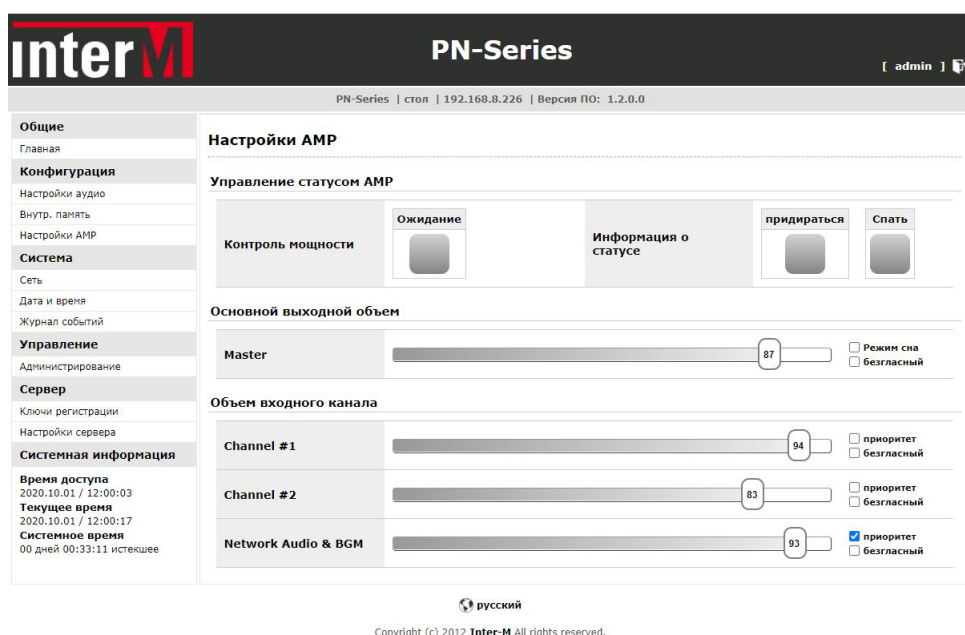 inter M
PN-Series
[ admin ]
PN-Series | стол | 192.168.8.226 | Версия ПО: 1.2.0.0
Общие
Главная
Конфигурация
Настройки аудио
Внутр. память
Настройки AMP
Система
Сеть
Дата и время
Журнал событий
Управление
Администрирование
Сервер
Ключи регистрации
Настройки сервера
Системная информация
Время доступа
2020.10.01 / 12:00:03
Текущее время
2020.10.01 / 12:00:17
Системное время
00 дней 00:33:11 истекшее
Настройки AMP
Управление статусом AMP
Контроль мощности
Ожидание
Информация о
статусе
придираться
Спать
Основной выходной объем
Master
87
Режим сна
безгласный
Объем входного канала
Channel #1
94
приоритет
безгласный
Channel #2
83
приоритет
безгласный
Network Audio & BGM
93
приоритет
безгласный
русский
Copyright (c) 2012 Inter-M All rights reserved.